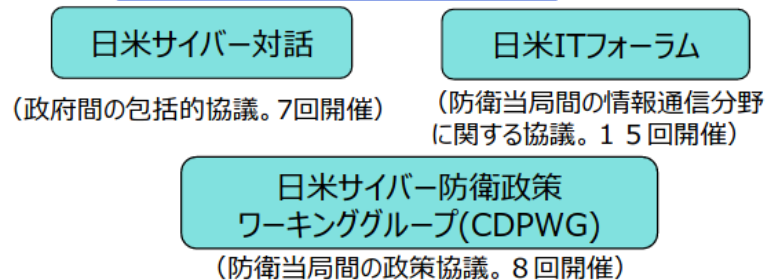 日米サイバー対話
日米ITフォーラム
（政府間の包括的協議。7回開催）
（防衛当局間の情報通信分野
に関する協議。１５回開催）
日米サイバー防衛政策
ワーキンググループ(CDPWG)
（防衛当局間の政策協議。８回開催）